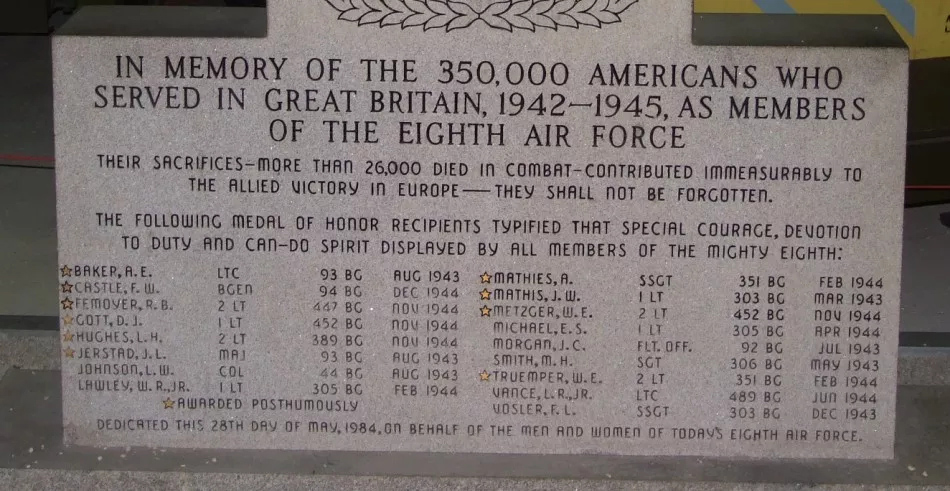 IN MEMORY OF THE 350,000 AMERICANS WHO
SERVED IN GREAT BRITAIN, 1942–1945, AS MEMBERS
OF THE EIGHTH AIR FORCE
THEIR SACRIFICES–MORE THAN 26,000 DIED IN COMBAT–CONTRIBUTED IMMEASURABLY TO
THE ALLIED VICTORY IN EUROPE — THEY SHALL NOT BE FORGOTTEN.
THE FOLLOWING MEDAL OF HONOR RECIPIENTS TYPIFIED THAT SPECIAL COURAGE, DEVOTION
TO DUTY AND CAN-DO SPIRIT DISPLAYED BY ALL MEMBERS OF THE MIGHTY EIGHTH:
☆BAKER, A.E. LTC 93 BG AUG 1943
☆CASTLE, F.W. BGEN 94 BG DEC 1944
☆FEMOYER, R.B. 2 LT 447 BG NOV 1944
☆GOTT, D.J. 1 LT 452 BG NOV 1944
☆HUGHES, L.H. 2 LT 389 BG NOV 1944
☆JERSTAD, J.L. MAJ 93 BG AUG 1943
JOHNSON, L.W. COL 44 BG AUG 1943
LAWLEY, W.R., JR. 1 LT 305 BG FEB 1944
☆MATHIES, A. SSGT 351 BG FEB 1944
☆MATHIS, J.W. 1 LT 303 BG MAR 1943
☆METZGER, W.E. 2 LT 452 BG NOV 1944
MICHAEL, E.S. 1 LT 305 BG APR 1944
MORGAN, J.C. FLT. OFF. 92 BG JUL 1943
SMITH, M.H. SGT 306 BG MAY 1943
☆TRUEMPER, W.E. 2 LT 351 BG FEB 1944
VANCE, L.R., JR. LTC 489 BG JUN 1944
VOSLER, F.L. SSGT 303 BG DEC 1943
☆AWARDED POSTHUMOUSLY
DEDICATED THIS 28TH DAY OF MAY, 1984, ON BEHALF OF THE MEN AND WOMEN OF TODAY'S EIGHTH AIR FORCE.